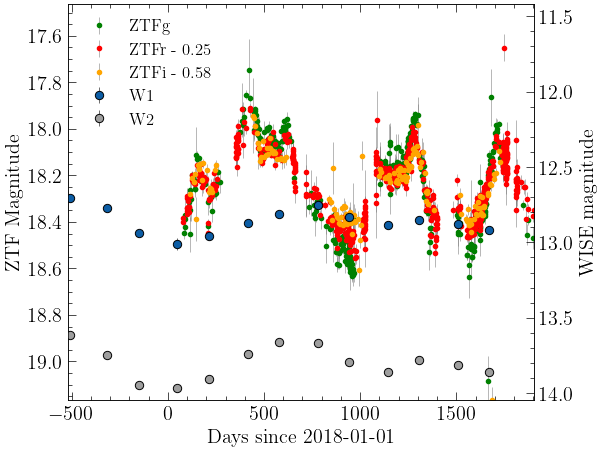 ZTFg
ZTFr - 0.25
ZTFi - 0.58
W1
W2
17.6
17.8
18.0
18.2
18.4
18.6
18.8
19.0
ZTF Magnitude
11.5
12.0
12.5
13.0
13.5
14.0
WISE magnitude
−500
0
500
1000
1500
Days since 2018-01-01